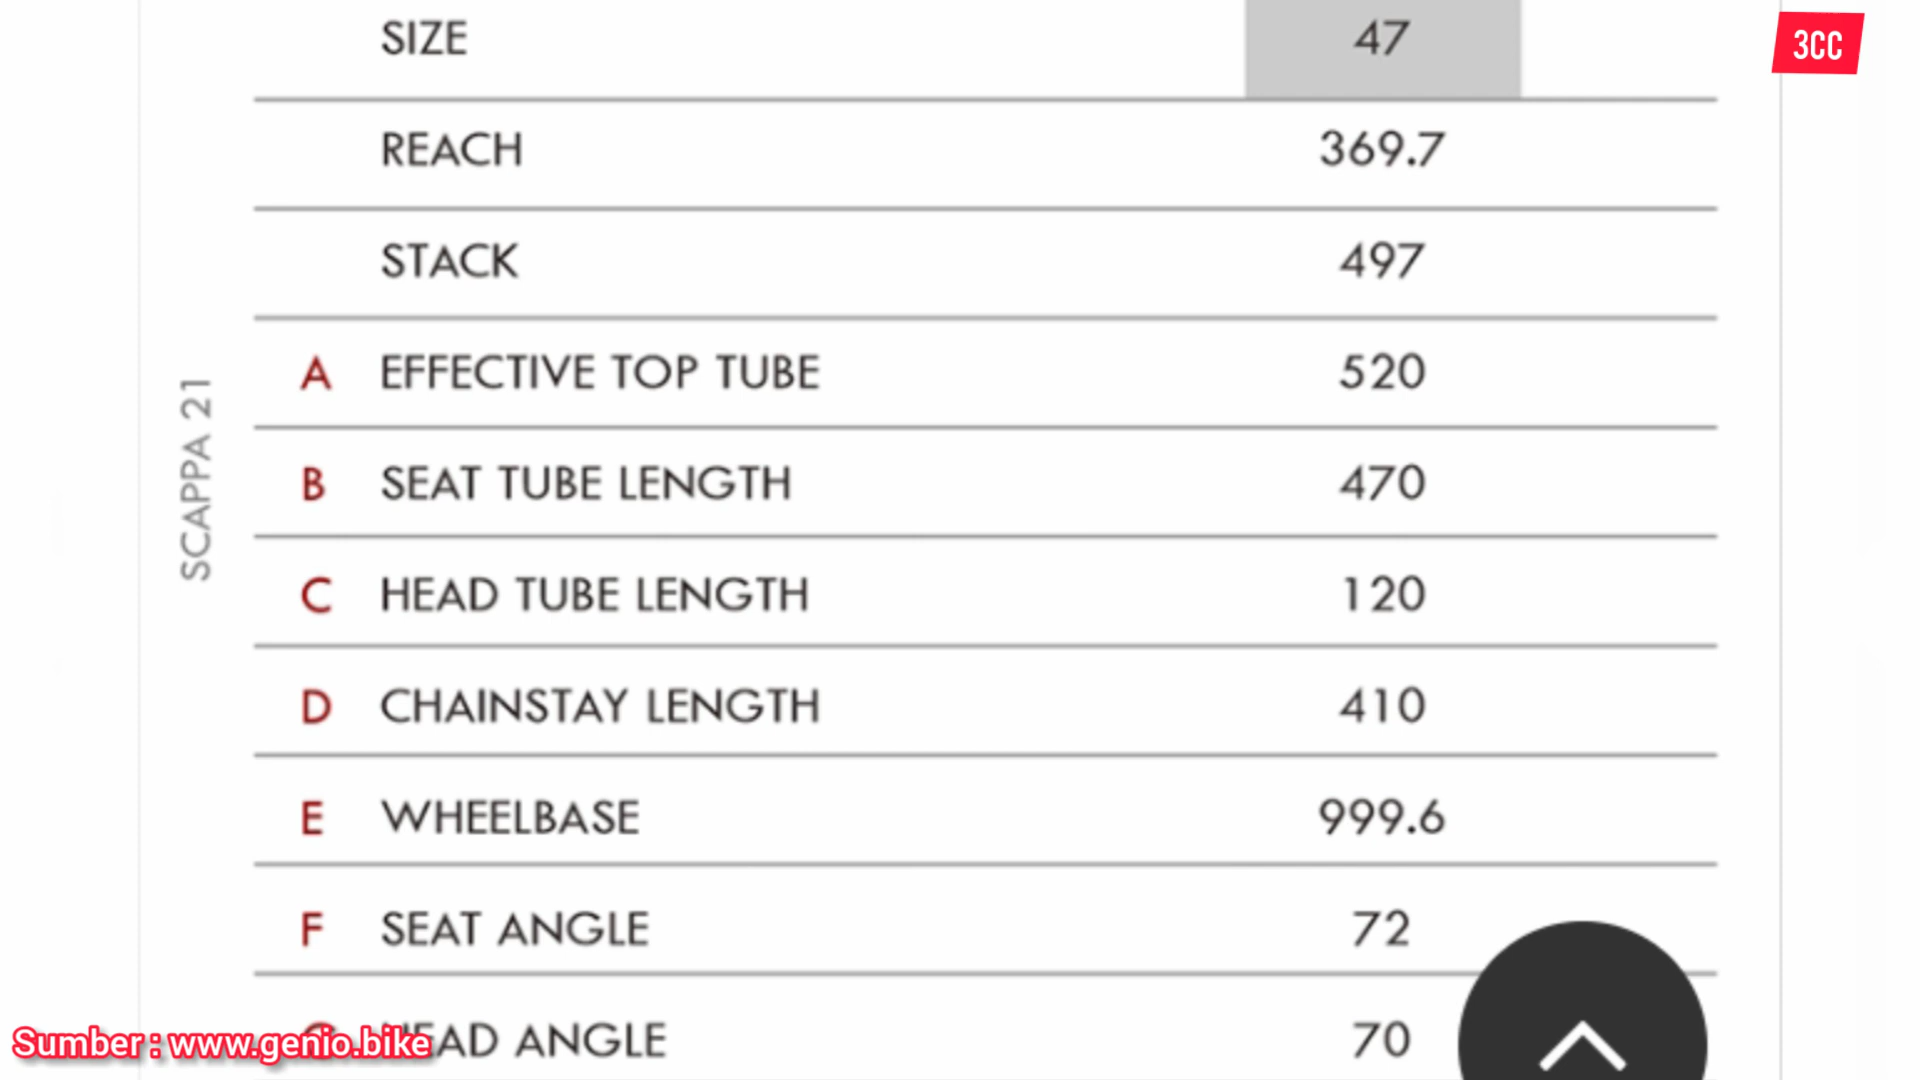 SIZE 47
3CC
REACH 369.7
STACK 497
SCAPPA 21
A EFFECTIVE TOP TUBE 520
B SEAT TUBE LENGTH 470
C HEAD TUBE LENGTH 120
D CHAINSTAY LENGTH 410
E WHEELBASE 999.6
F SEAT ANGLE 72
ANGLE 70
Sumber : www.genio.bike